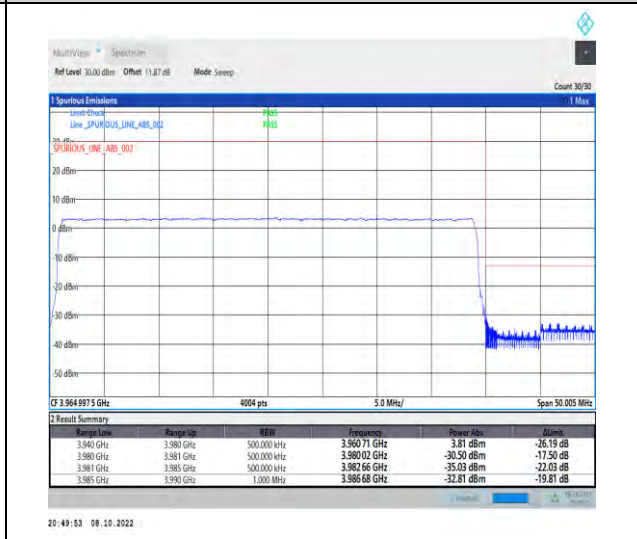 MultiView Spectrum
Ref Level 30.00 dBm Offset 11.87 dB Mode Sweep
Count 30/30
1 Spurious Emissions 1 Max
Limit Check PASS
Line _SPURIOUS_LINE_ABS_002 PASS
_SPURIOUS_LINE_ABS_002
20 dBm
10 dBm
0 dBm
-10 dBm
-20 dBm
-30 dBm
-40 dBm
-50 dBm
CF 3.964 997 5 GHz 4004 pts 5.0 MHz/ Span 50.005 MHz
2 Result Summary
Range Low Range Up RBW Frequency Power Abs ΔLimit
3.940 GHz 3.980 GHz 500.000 kHz 3.960 71 GHz 3.81 dBm -26.19 dB
3.980 GHz 3.981 GHz 500.000 kHz 3.980 02 GHz -30.50 dBm -17.50 dB
3.981 GHz 3.985 GHz 500.000 kHz 3.982 66 GHz -35.03 dBm -22.03 dB
3.985 GHz 3.990 GHz 1.000 MHz 3.986 68 GHz -32.81 dBm -19.81 dB
20:49:53 08.10.2022